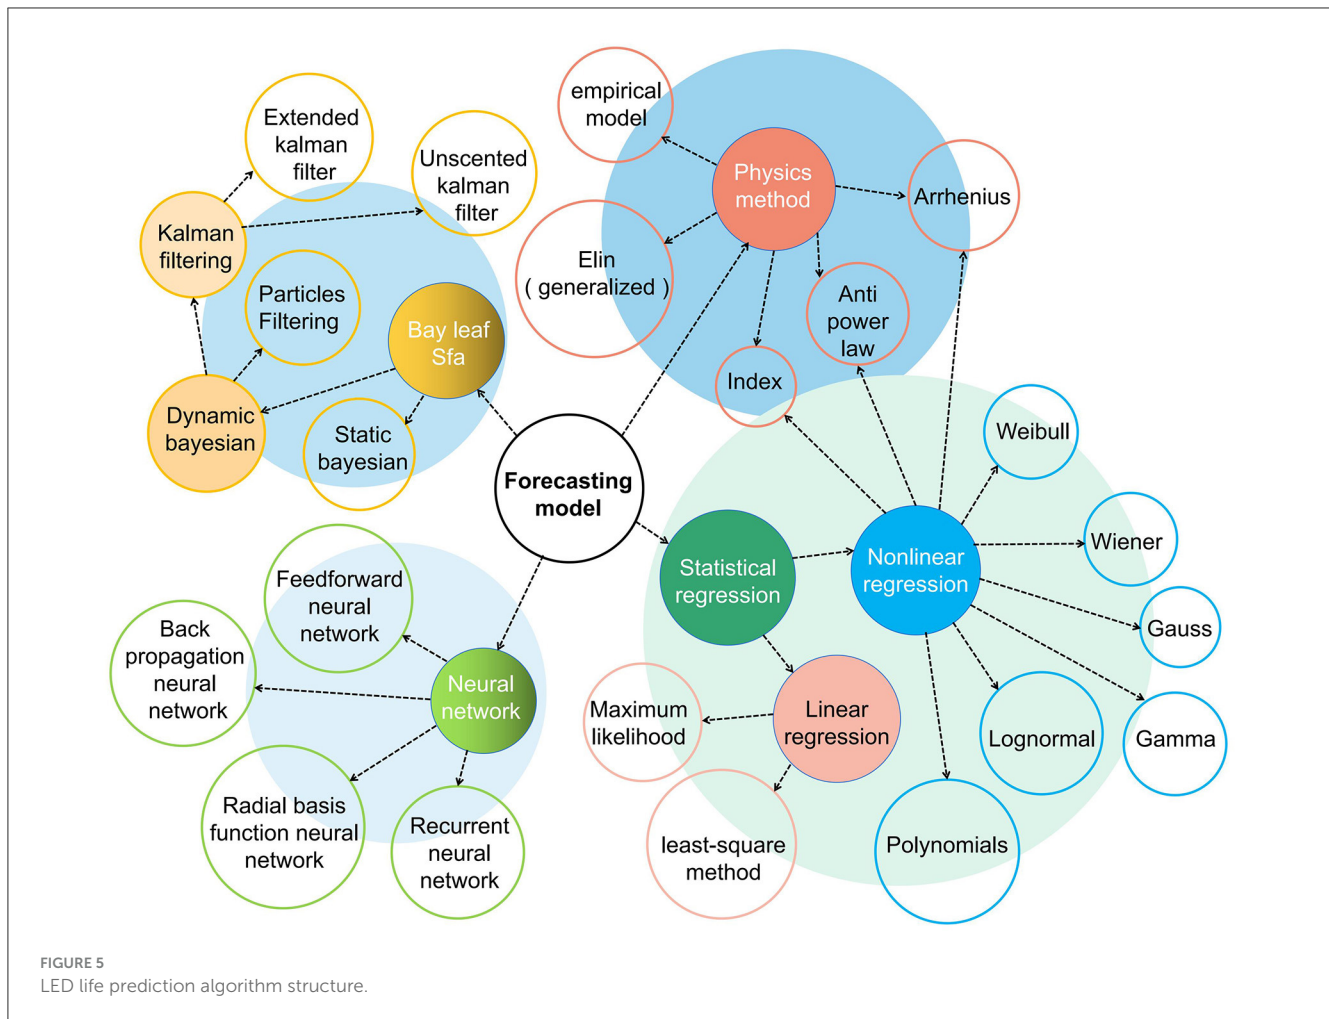 Extended
kalman
filter
Unscented
kalman
filter
Kalman
filtering
Particles
Filtering
Bay leaf
Sfa
Dynamic
bayesian
Static
bayesian
empirical
model
Physics
method
Arrhenius
Elin
( generalized )
Anti
power
law
Index
Forecasting
model
Weibull
Wiener
Statistical
regression
Nonlinear
regression
Gauss
Gamma
Lognormal
Polynomials
Linear
regression
Maximum
likelihood
least-square
method
Feedforward
neural
network
Back
propagation
neural
network
Neural
network
Radial basis
function neural
network
Recurrent
neural
network
FIGURE 5
LED life prediction algorithm structure.